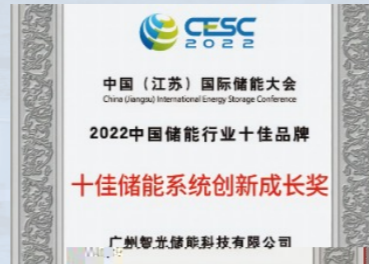 CESC
2022
中国（江苏）国际储能大会
China (Jiangsu) International Energy Storage Conference
2022中国储能行业十佳品牌
十佳储能系统创新成长奖
广州智光储能科技有限公司